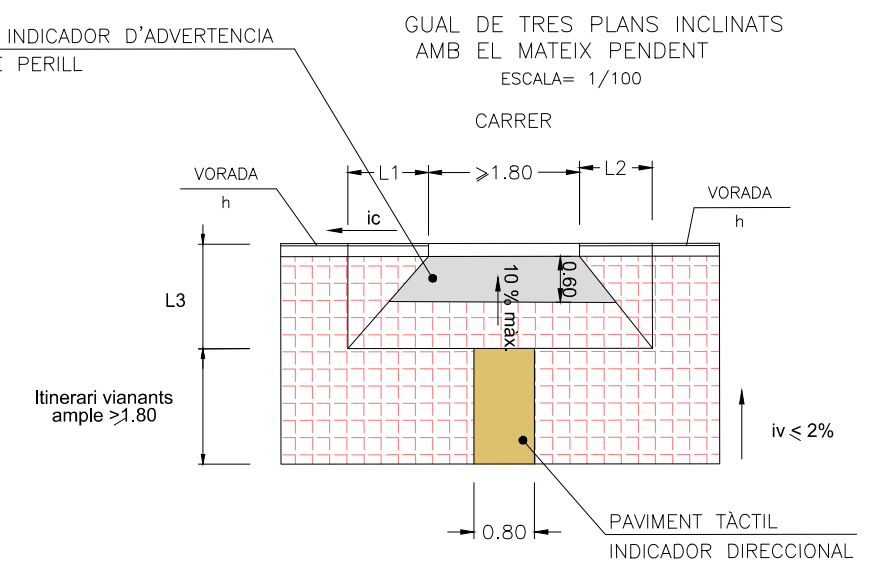 INDICADOR D'ADVERTENCIA
E PERILL
GUAL DE TRES PLANS INCLINATS
AMB EL MATEIX PENDENT
ESCALA= 1/100
CARRER
VORADA
h
L1
⩾1.80
L2
VORADA
h
ic
L3
0.60
10 % màx.
Itinerari vianants
ample ⩾1.80
iv ⩽ 2%
0.80
PAVIMENT TÀCTIL
INDICADOR DIRECCIONAL